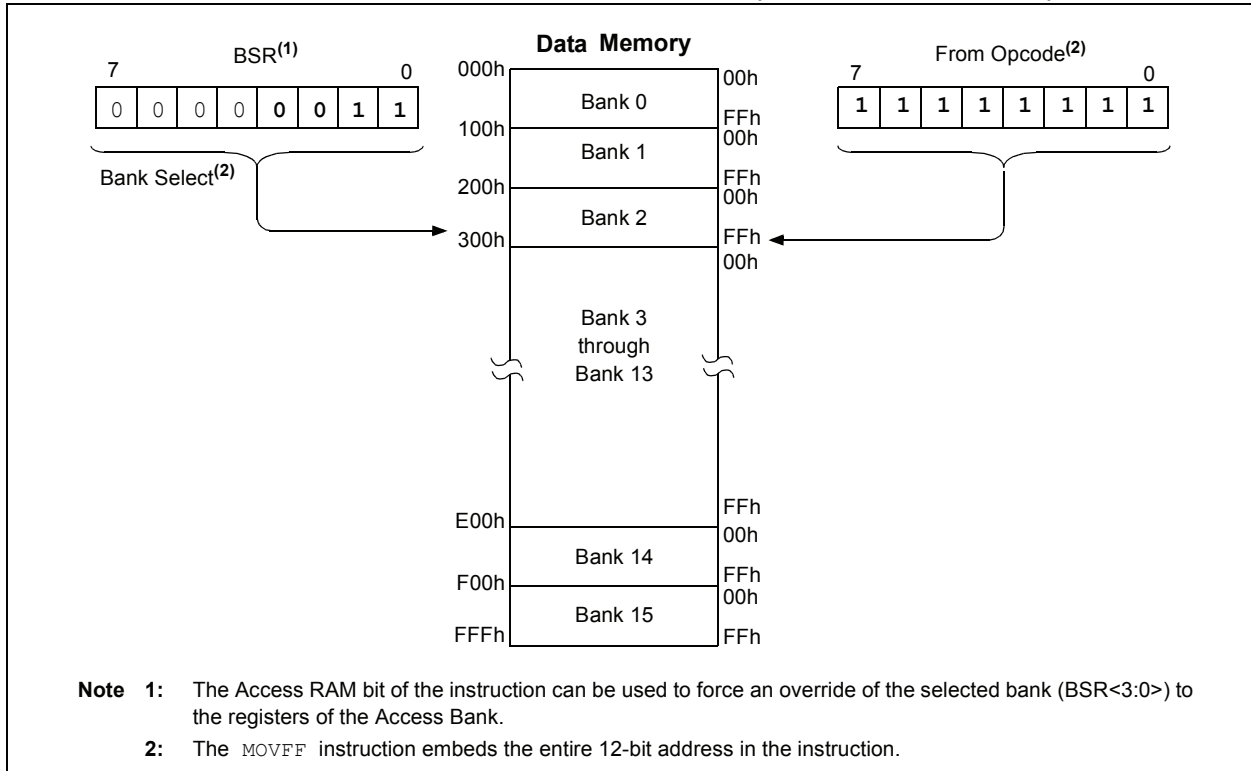 Data Memory
BSR(1)
7 0
0 0 0 0 0 0 1 1
Bank Select(2)
From Opcode(2)
7 0
1 1 1 1 1 1 1 1
000h 00h
Bank 0
FFh
100h 00h
Bank 1
FFh
200h 00h
Bank 2
FFh
300h 00h
Bank 3
through
Bank 13
FFh
E00h 00h
Bank 14
FFh
F00h 00h
Bank 15
FFFh FFh
Note 1: The Access RAM bit of the instruction can be used to force an override of the selected bank (BSR<3:0>) to
the registers of the Access Bank.
2: The MOVFF instruction embeds the entire 12-bit address in the instruction.